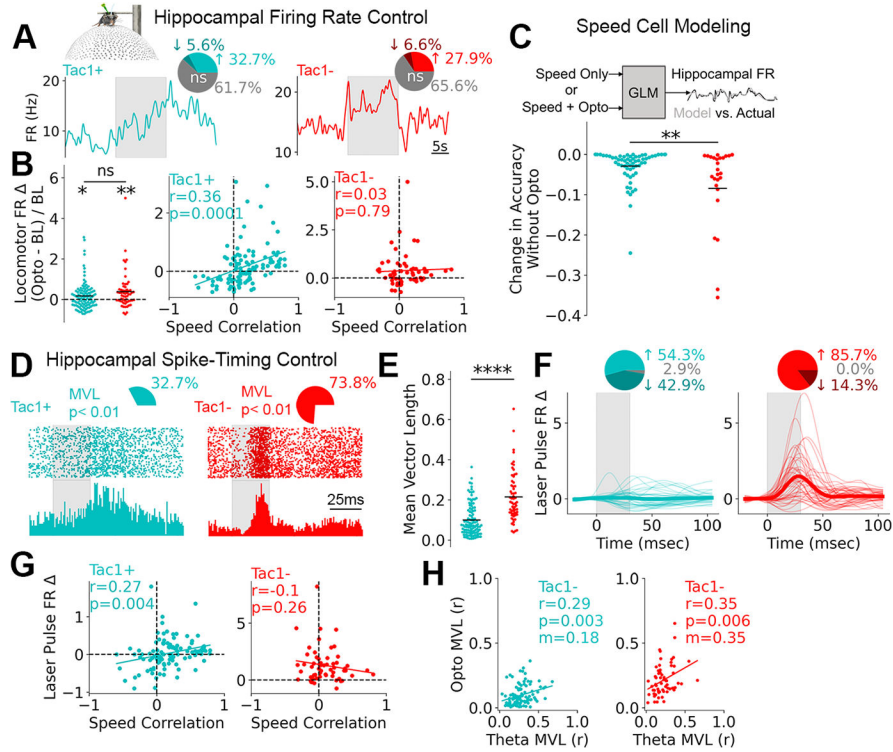 Hippocampal Firing Rate Control
Speed Cell Modeling
A
Tac1+
↓ 5.6%
↑ 32.7%
ns
61.7%
FR (Hz)
20
15
10
Tac1-
↓ 6.6%
↑ 27.9%
ns
65.6%
20
10
5s
C
Speed Only
or
Speed + Opto
GLM
Hippocampal FR
Model vs. Actual
**
Change in Accuracy
Without Opto
0.0
−0.1
−0.2
−0.3
−0.4
B
ns
* **
Locomotor FR Δ
(Opto - BL) / BL
6
4
2
0
Tac1+
r=0.36
p=0.0001
2
0
−1 0 1
Speed Correlation
Tac1-
r=0.03
p=0.79
5.0
2.5
0.0
−1 0 1
Speed Correlation
D
Hippocampal Spike-Timing Control
Tac1+
MVL
p< 0.01
32.7%
Tac1-
MVL
p< 0.01
73.8%
25ms
E
****
Mean Vector Length
0.8
0.6
0.4
0.2
0.0
F
↑ 54.3%
2.9%
↓ 42.9%
↑ 85.7%
0.0%
↓ 14.3%
Laser Pulse FR Δ
5
0
0 50 100
Time (msec)
5
0
0 50 100
Time (msec)
G
Laser Pulse FR Δ
Tac1+
r=0.27
p=0.004
1
0
−1
−1 0 1
Speed Correlation
Tac1-
r=-0.1
p=0.26
5
0
−1 0 1
Speed Correlation
H
Opto MVL (r)
1.0
0.5
0.0
Tac1-
r=0.29
p=0.003
m=0.18
0.0 0.5 1.0
Theta MVL (r)
1.0
0.5
0.0
Tac1-
r=0.35
p=0.006
m=0.35
0.0 0.5 1.0
Theta MVL (r)